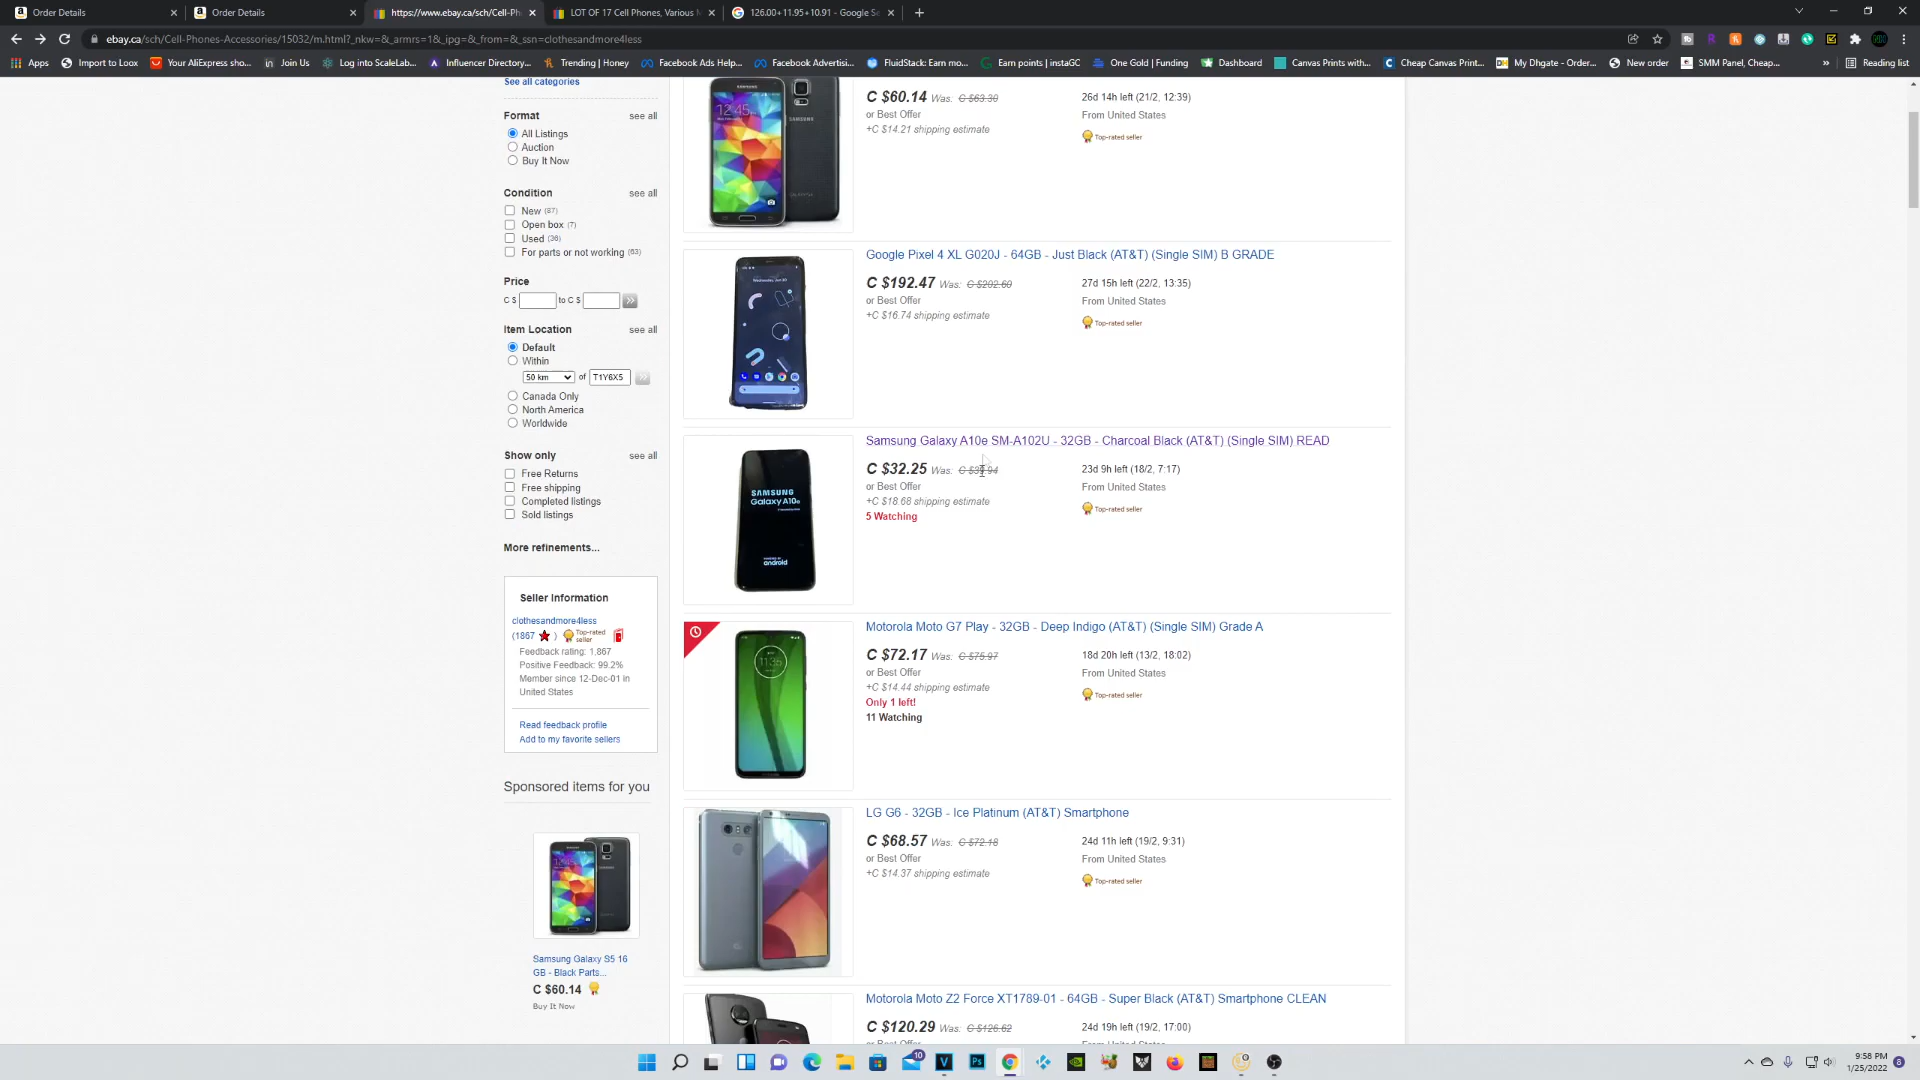 Order Details
Order Details
https://www.ebay.ca/sch/Cell-Ph
LOT OF 17 Cell Phones, Various M
126.00+11.95+10.91 - Google Se
ebay.ca/sch/Cell-Phones-Accessories/15032/m.html?_nkw=&_armrs=1&_ipg=&_from=&_ssn=clothesandmore4less
Apps
Import to Loox
Your AliExpress sho...
Join Us
Log into ScaleLab...
Influencer Directory...
Trending | Honey
Facebook Ads Help...
Facebook Advertisi...
FluidStack: Earn mo...
Earn points | instaGC
One Gold | Funding
Dashboard
Canvas Prints with...
Cheap Canvas Print...
My Dhgate - Order...
New order
SMM Panel, Cheap...
Reading list
See all categories
Format see all
All Listings
Auction
Buy It Now
Condition see all
New (87)
Open box (7)
Used (36)
For parts or not working (63)
Price
C $ to C $
Item Location see all
Default
Within
50 km of T1Y6X5
Canada Only
North America
Worldwide
Show only see all
Free Returns
Free shipping
Completed listings
Sold listings
More refinements...
Seller Information
clothesandmore4less
(1867 ) Top-rated seller
Feedback rating: 1,867
Positive Feedback: 99.2%
Member since 12-Dec-01 in
United States
Read feedback profile
Add to my favorite sellers
Sponsored items for you
Samsung Galaxy S5 16
GB - Black Parts...
C $60.14
Buy It Now
SAMSUNG
12:45
SAMSUNG
C $60.14 Was: C $63.30
or Best Offer
+C $14.21 shipping estimate
26d 14h left (21/2, 12:39)
From United States
Top-rated seller
Google Pixel 4 XL G020J - 64GB - Just Black (AT&T) (Single SIM) B GRADE
C $192.47 Was: C $202.60
or Best Offer
+C $16.74 shipping estimate
27d 15h left (22/2, 13:35)
From United States
Top-rated seller
Samsung Galaxy A10e SM-A102U - 32GB - Charcoal Black (AT&T) (Single SIM) READ
SAMSUNG
Galaxy A10e
android
C $32.25 Was:
or Best Offer
+C $18.68 shipping estimate
5 Watching
23d 9h left (18/2, 7:17)
From United States
Top-rated seller
Motorola Moto G7 Play - 32GB - Deep Indigo (AT&T) (Single SIM) Grade A
C $72.17 Was: C $75.97
or Best Offer
+C $14.44 shipping estimate
Only 1 left!
11 Watching
18d 20h left (13/2, 18:02)
From United States
Top-rated seller
LG G6 - 32GB - Ice Platinum (AT&T) Smartphone
C $68.57 Was: C $72.18
or Best Offer
+C $14.37 shipping estimate
24d 11h left (19/2, 9:31)
From United States
Top-rated seller
Motorola Moto Z2 Force XT1789-01 - 64GB - Super Black (AT&T) Smartphone CLEAN
C $120.29 Was: C $126.62
or Best Offer
24d 19h left (19/2, 17:00)
From United States
10
9:58 PM
1/25/2022
8